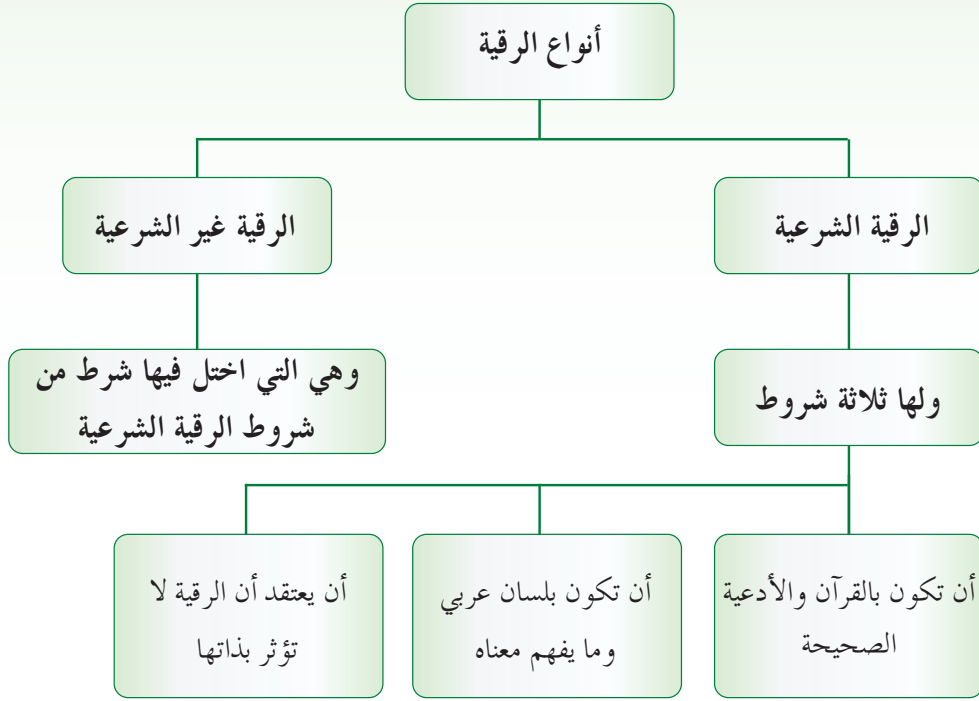 أنواع الرقية
الرقية الشرعية
الرقية غير الشرعية
ولها ثلاثة شروط
وهي التي اختل فيها شرط من
شروط الرقية الشرعية
أن تكون بالقرآن والأدعية
الصحيحة
أن تكون بلسان عربي
وما يفهم معناه
أن يعتقد أن الرقية لا
تؤثر بذاتها